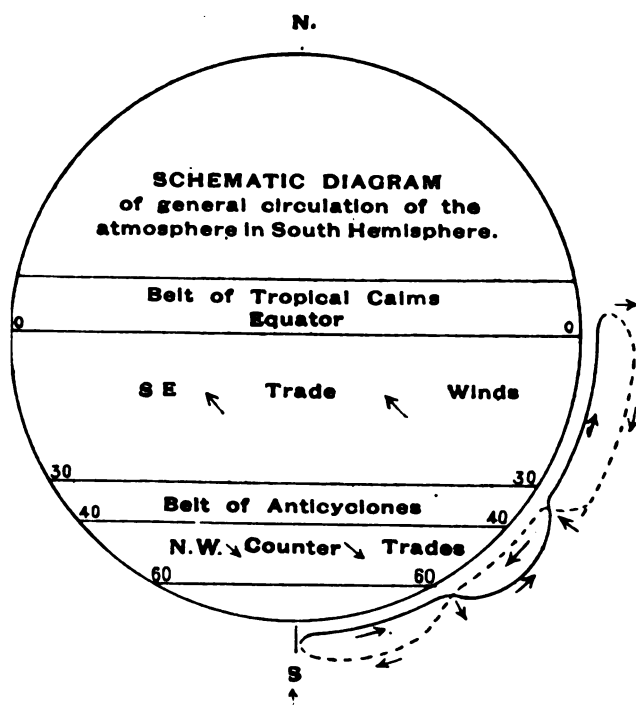 N.
SCHEMATIC DIAGRAM
of general circulation of the
atmosphere in South Hemisphere.
Belt of Tropical Calms
0 Equator 0
S E Trade Winds
30 30
Belt of Anticyclones
40 40
N.W. Counter Trades
60 60
S